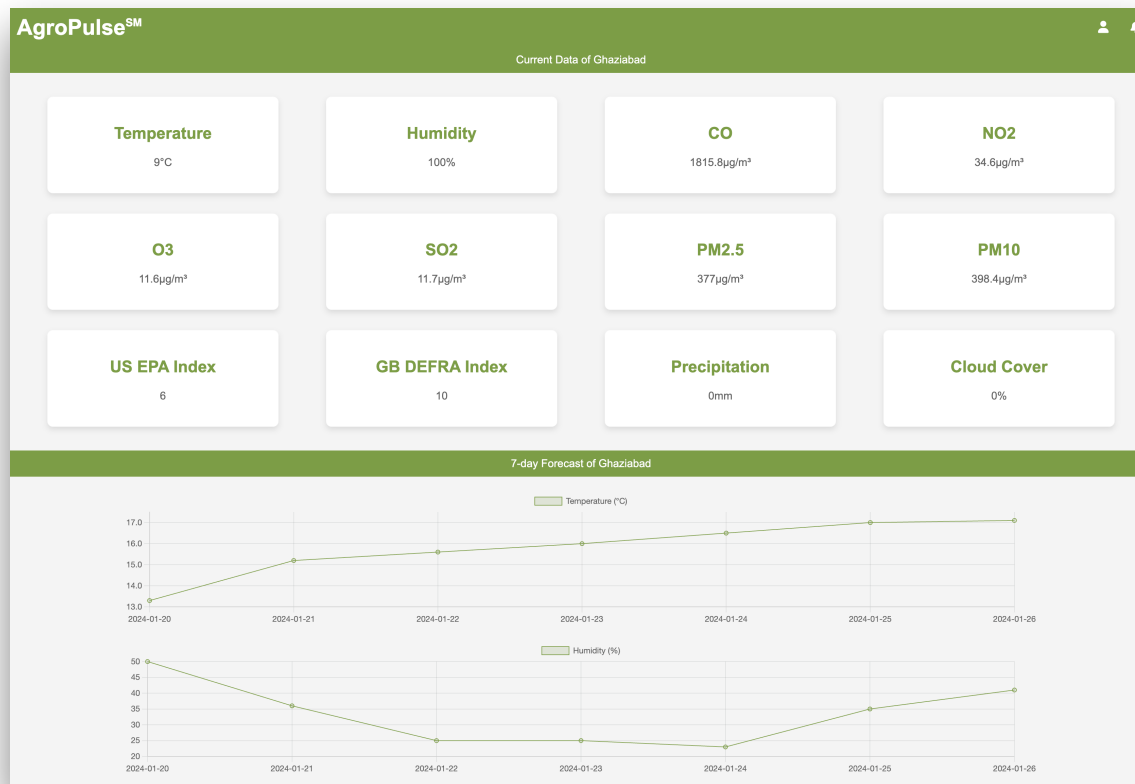 AgroPulseSM
Current Data of Ghaziabad
Temperature
9°C
Humidity
100%
CO
1815.8μg/m³
NO2
34.6μg/m³
O3
11.6μg/m³
SO2
11.7μg/m³
PM2.5
377μg/m³
PM10
398.4μg/m³
US EPA Index
6
GB DEFRA Index
10
Precipitation
0mm
Cloud Cover
0%
7-day Forecast of Ghaziabad
Temperature (°C)
17.0
16.0
15.0
14.0
13.0
2024-01-20 2024-01-21 2024-01-22 2024-01-23 2024-01-24 2024-01-25 2024-01-26
Humidity (%)
50
45
40
35
30
25
20
2024-01-20 2024-01-21 2024-01-22 2024-01-23 2024-01-24 2024-01-25 2024-01-26